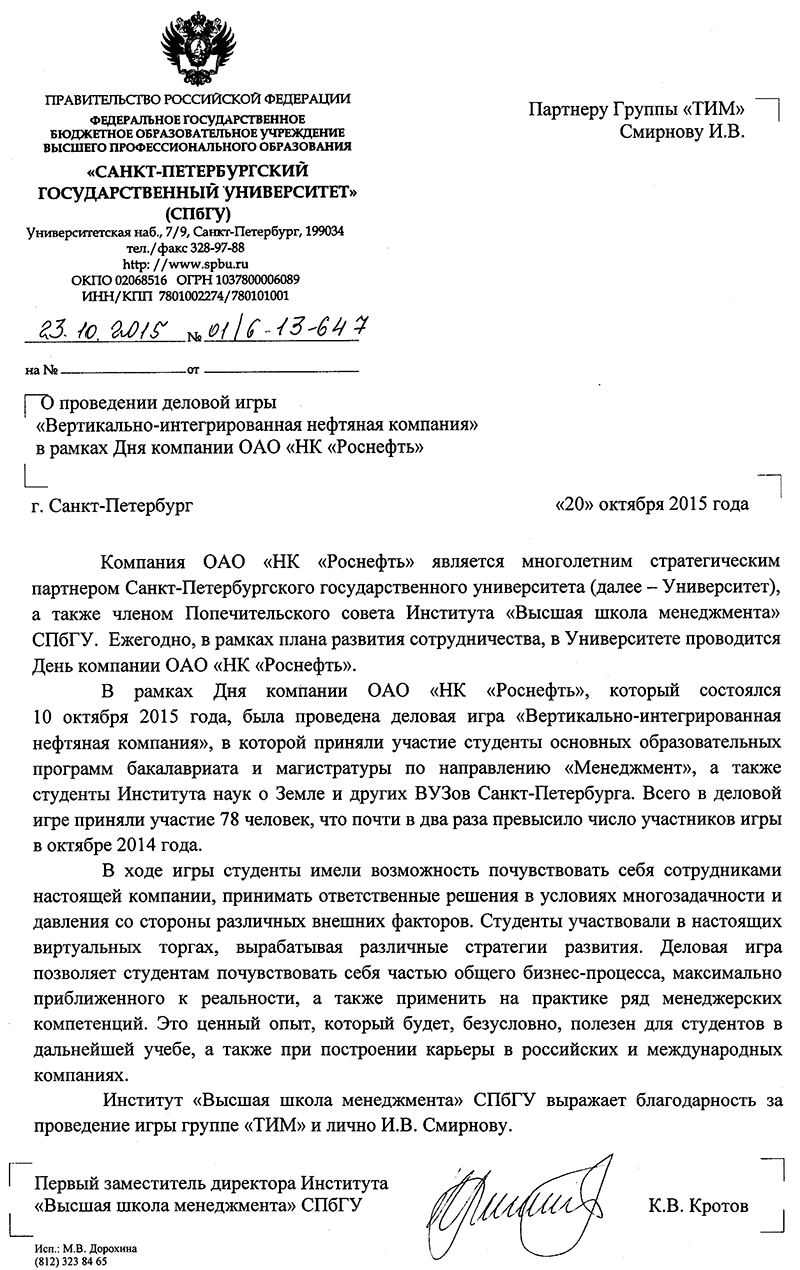 ПРАВИТЕЛЬСТВО РОССИЙСКОЙ ФЕДЕРАЦИИ
ФЕДЕРАЛЬНОЕ ГОСУДАРСТВЕННОЕ
БЮДЖЕТНОЕ ОБРАЗОВАТЕЛЬНОЕ УЧРЕЖДЕНИЕ
ВЫСШЕГО ПРОФЕССИОНАЛЬНОГО ОБРАЗОВАНИЯ
«САНКТ-ПЕТЕРБУРГСКИЙ
ГОСУДАРСТВЕННЫЙ УНИВЕРСИТЕТ»
(СПбГУ)
Университетская наб., 7/9, Санкт-Петербург, 199034
тел./факс 328-97-88
http: //www.spbu.ru
ОКПО 02068516 ОГРН 1037800006089
ИНН/КПП 7801002274/780101001
23.10.2015 № 01/6-13-647
на № от
Партнеру Группы «ТИМ»
Смирнову И.В.
О проведении деловой игры
«Вертикально-интегрированная нефтяная компания»
в рамках Дня компании ОАО «НК «Роснефть»
г. Санкт-Петербург «20» октября 2015 года
Компания ОАО «НК «Роснефть» является многолетним стратегическим
партнером Санкт-Петербургского государственного университета (далее – Университет),
а также членом Попечительского совета Института «Высшая школа менеджмента»
СПбГУ. Ежегодно, в рамках плана развития сотрудничества, в Университете проводится
День компании ОАО «НК «Роснефть».
В рамках Дня компании ОАО «НК «Роснефть», который состоялся
10 октября 2015 года, была проведена деловая игра «Вертикально-интегрированная
нефтяная компания», в которой приняли участие студенты основных образовательных
программ бакалавриата и магистратуры по направлению «Менеджмент», а также
студенты Института наук о Земле и других ВУЗов Санкт-Петербурга. Всего в деловой
игре приняли участие 78 человек, что почти в два раза превысило число участников игры
в октябре 2014 года.
В ходе игры студенты имели возможность почувствовать себя сотрудниками
настоящей компании, принимать ответственные решения в условиях многозадачности и
давления со стороны различных внешних факторов. Студенты участвовали в настоящих
виртуальных торгах, вырабатывая различные стратегии развития. Деловая игра
позволяет студентам почувствовать себя частью общего бизнес-процесса, максимально
приближенного к реальности, а также применить на практике ряд менеджерских
компетенций. Это ценный опыт, который будет, безусловно, полезен для студентов в
дальнейшей учебе, а также при построении карьеры в российских и международных
компаниях.
Институт «Высшая школа менеджмента» СПбГУ выражает благодарность за
проведение игры группе «ТИМ» и лично И.В. Смирнову.
Первый заместитель директора Института
«Высшая школа менеджмента» СПбГУ К.В. Кротов
Исп.: М.В. Дорохина
(812) 323 84 65